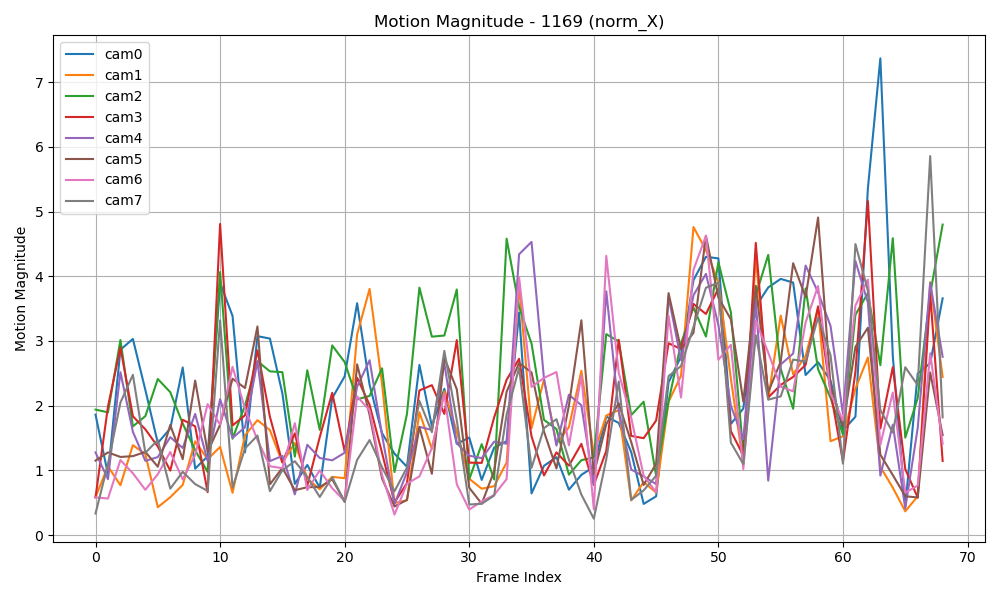 Motion Magnitude - 1169 (norm_X)
cam0
cam1
cam2
cam3
cam4
cam5
cam6
cam7
Motion Magnitude
7
6
5
4
3
2
1
0
0 10 20 30 40 50 60 70
Frame Index